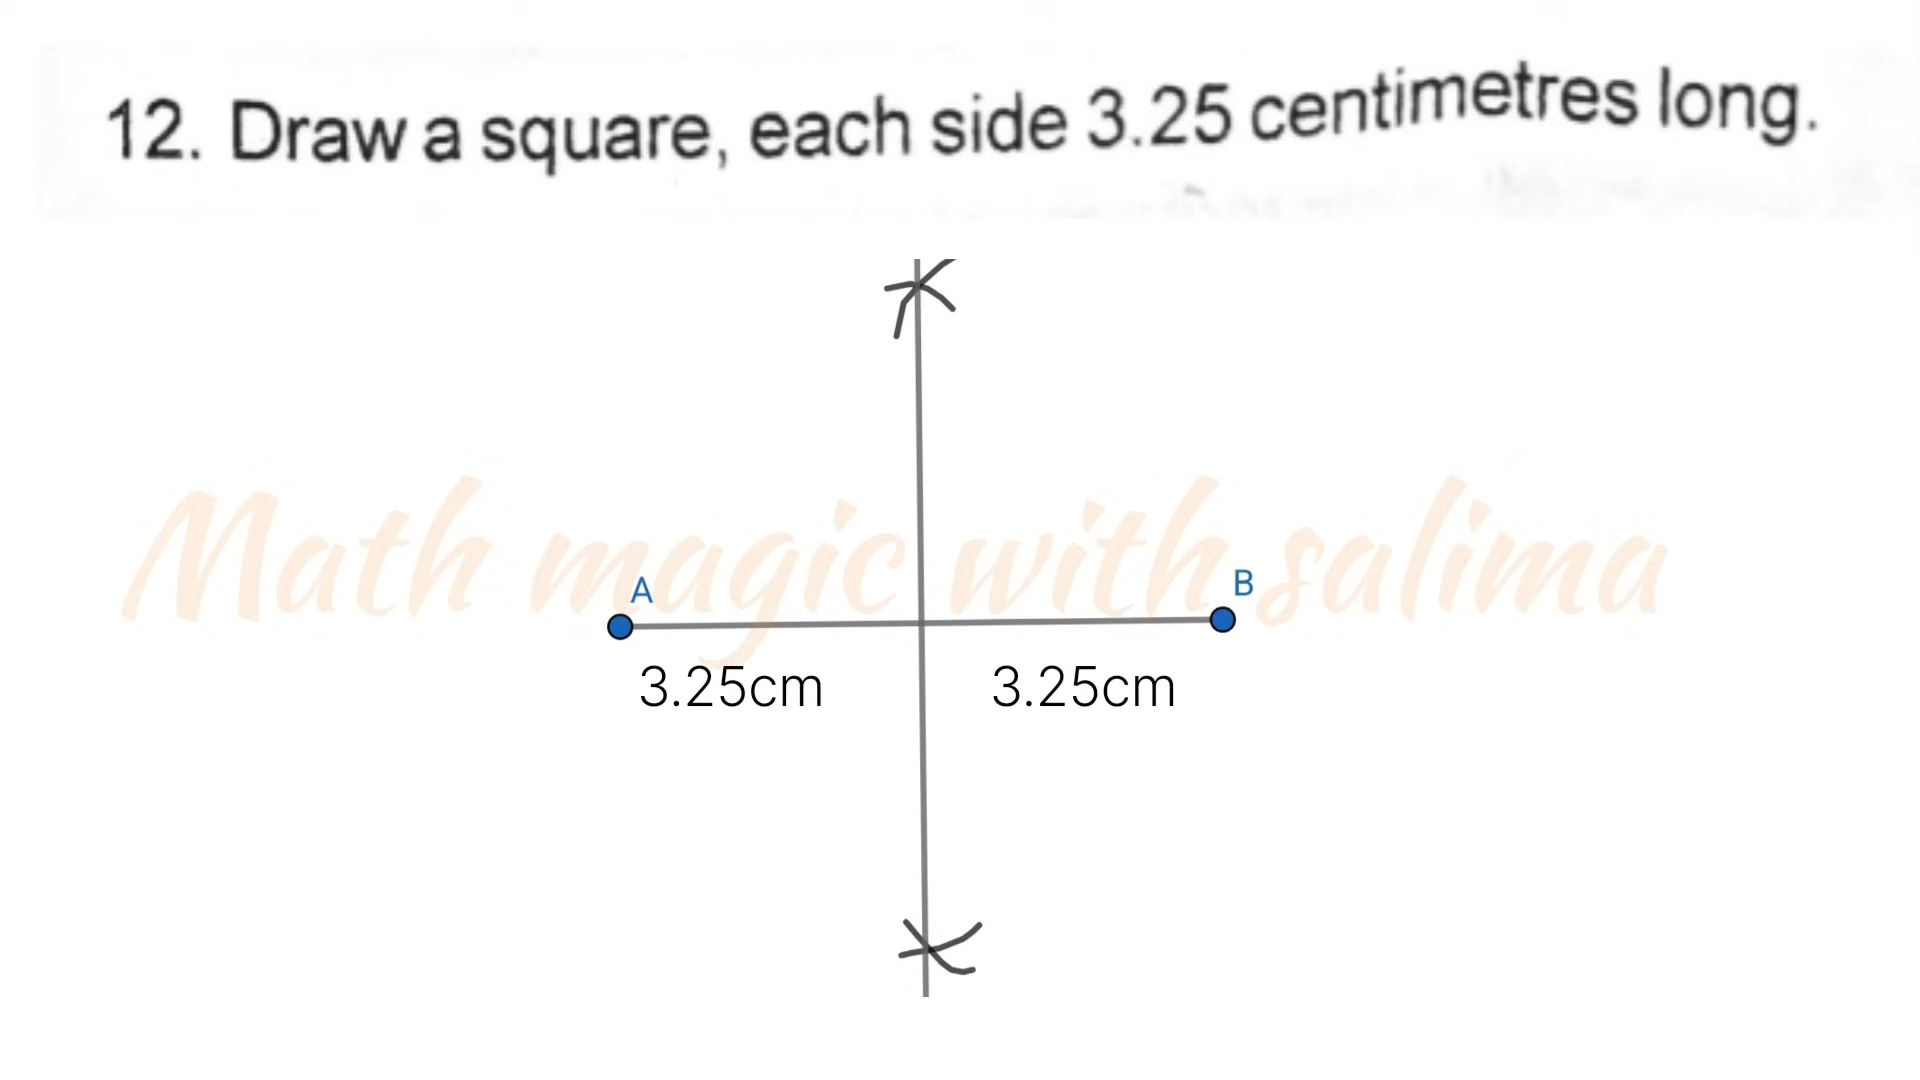 12. Draw a square, each side 3.25 centimetres long.
Math magic with salima
A
B
3.25cm
3.25cm